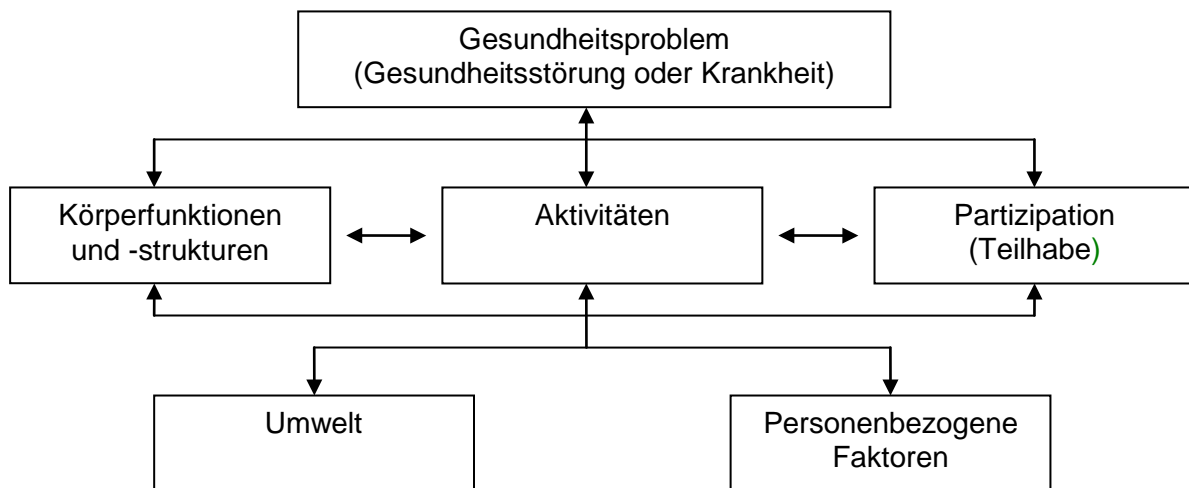 Gesundheitsproblem
(Gesundheitsstörung oder Krankheit)
Körperfunktionen
und -strukturen
Aktivitäten
Partizipation
(Teilhabe)
Umwelt
Personenbezogene
Faktoren